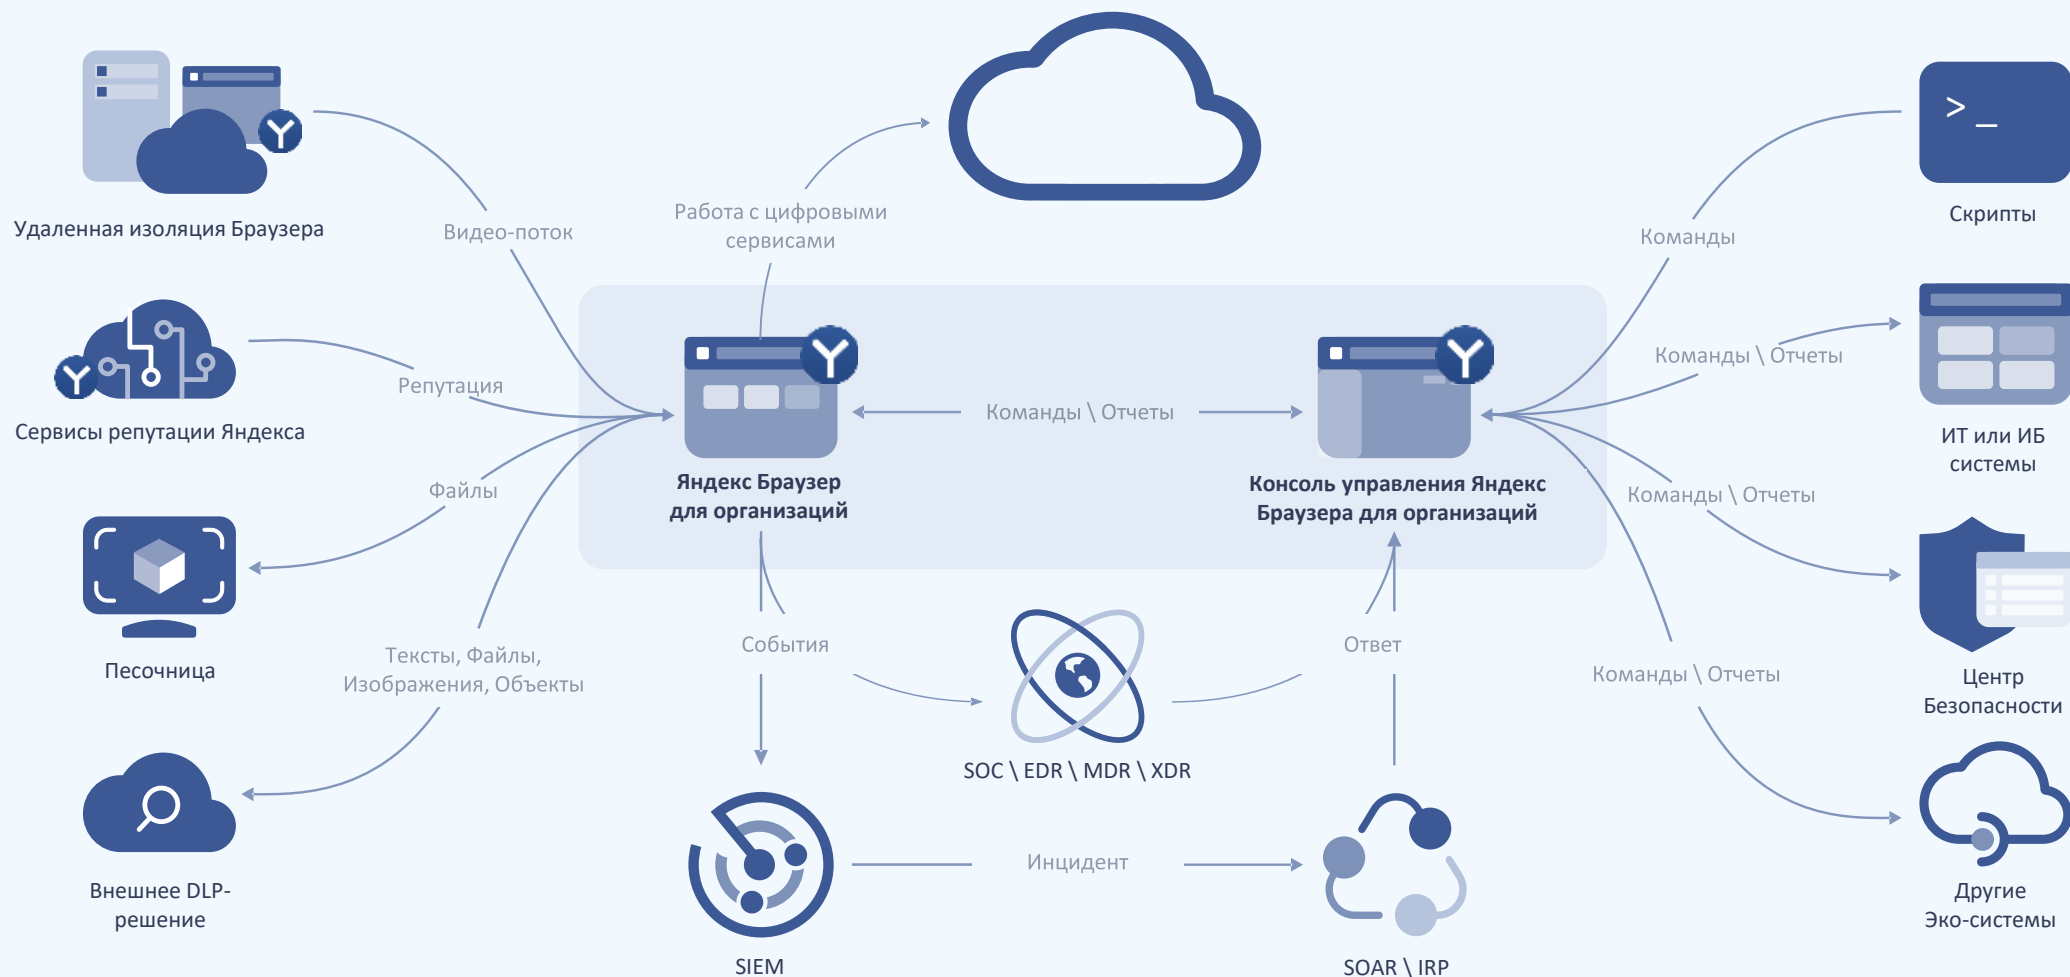 Удаленная изоляция Браузера
Видео-поток
Работа с цифровыми
сервисами
>_
Скрипты
Команды
Сервисы репутации Яндекса
Репутация
Команды \ Отчеты
Яндекс Браузер
для организаций
Консоль управления Яндекс
Браузера для организаций
Команды \ Отчеты
ИТ или ИБ
системы
Файлы
Песочница
Команды \ Отчеты
Центр
Безопасности
Тексты, Файлы,
Изображения, Объекты
События
Ответ
SOC \ EDR \ MDR \ XDR
Команды \ Отчеты
Внешнее DLP-
решение
SIEM
Инцидент
SOAR \ IRP
Другие
Эко-системы